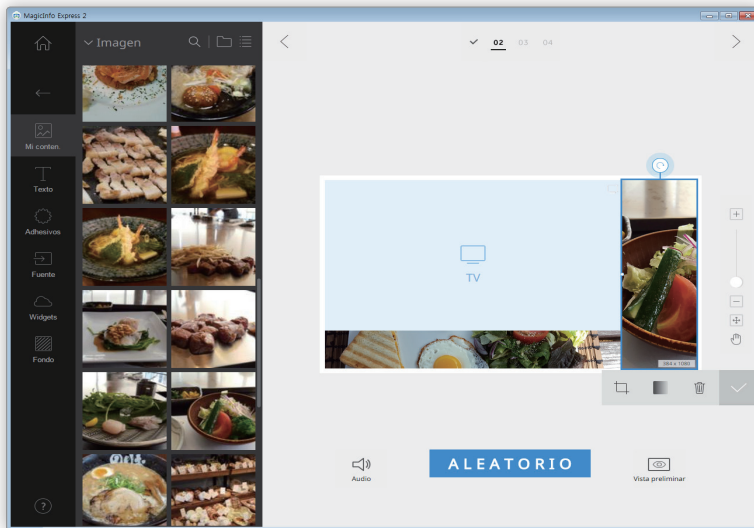 MagicInfo Express 2
Imagen
02 03 04
Mi conten.
Texto
Adhesivos
Fuente
Widgets
Fondo
?
TV
ALEATORIO
Audio
Vista preliminar